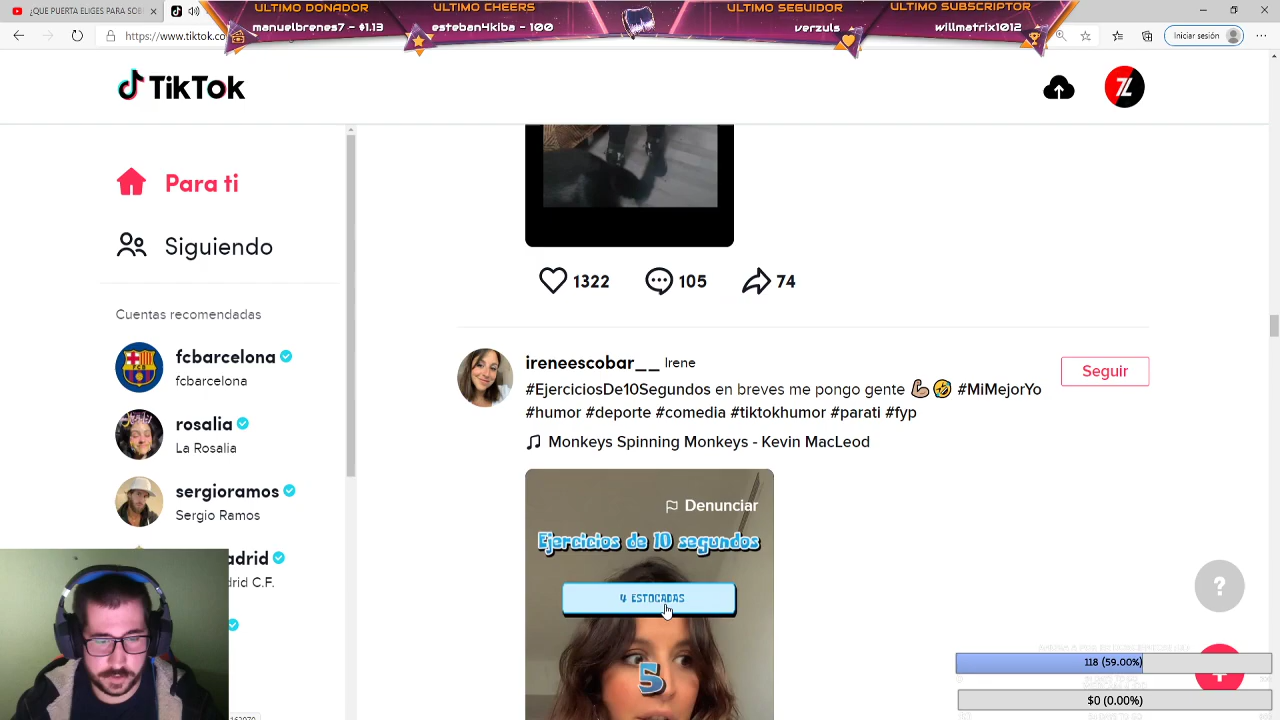 ULTIMO DONADOR
manuelbrenes7 - $1.13
ULTIMO CHEERS
esteban4kiba - 100
ULTIMO SEGUIDOR
verzuls
ULTIMO SUBSCRIPTOR
willmatrix1012
¿QUE PUERTA ELIGES PARA SOB
https://www.tiktok.co
Iniciar sesión
TikTok
Para ti
Siguiendo
Cuentas recomendadas
fcbarcelona
fcbarcelona
rosalia
La Rosalia
sergioramos
Sergio Ramos
adrid
drid C.F.
1322
105
74
ireneescobar__ Irene
Seguir
#EjerciciosDe10Segundos en breves me pongo gente 💪🏼🤣 #MiMejorYo
#humor #deporte #comedia #tiktokhumor #parati #fyp
Monkeys Spinning Monkeys - Kevin MacLeod
Denunciar
Ejercicios de 10 segundos
4 ESTOCADAS
5
?
118 (59.00%)
$0 (0.00%)